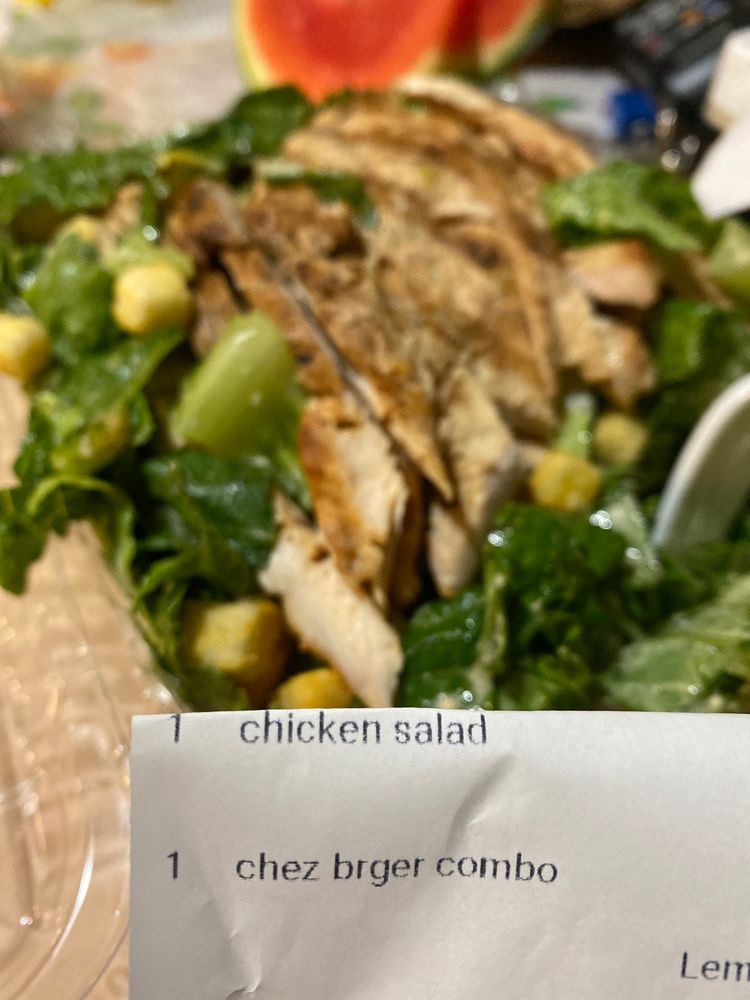 1 chicken salad
1 chez brger combo
Lem